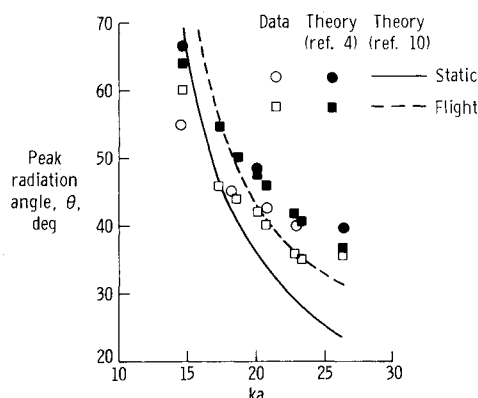 Data Theory Theory
(ref. 4) (ref. 10)
Static
Flight
Peak
radiation
angle, θ,
deg
70
60
50
40
30
20
10 15 20 25 30
ka